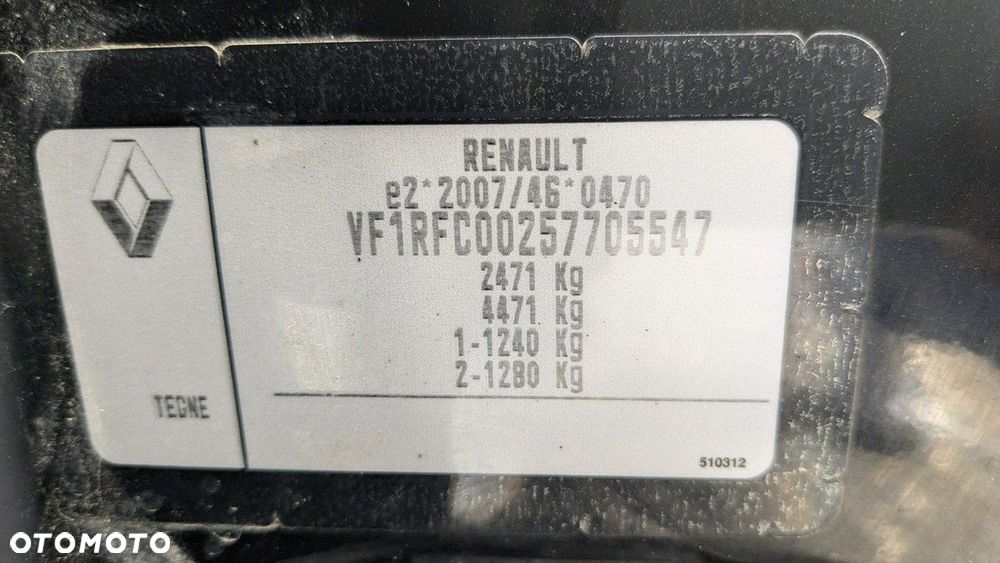 RENAULT
e2*2007/46*0470
VF1RFC00257705547
2471 Kg
4471 Kg
1-1240 Kg
2-1280 Kg
TEGNE
510312
OTOMOTO